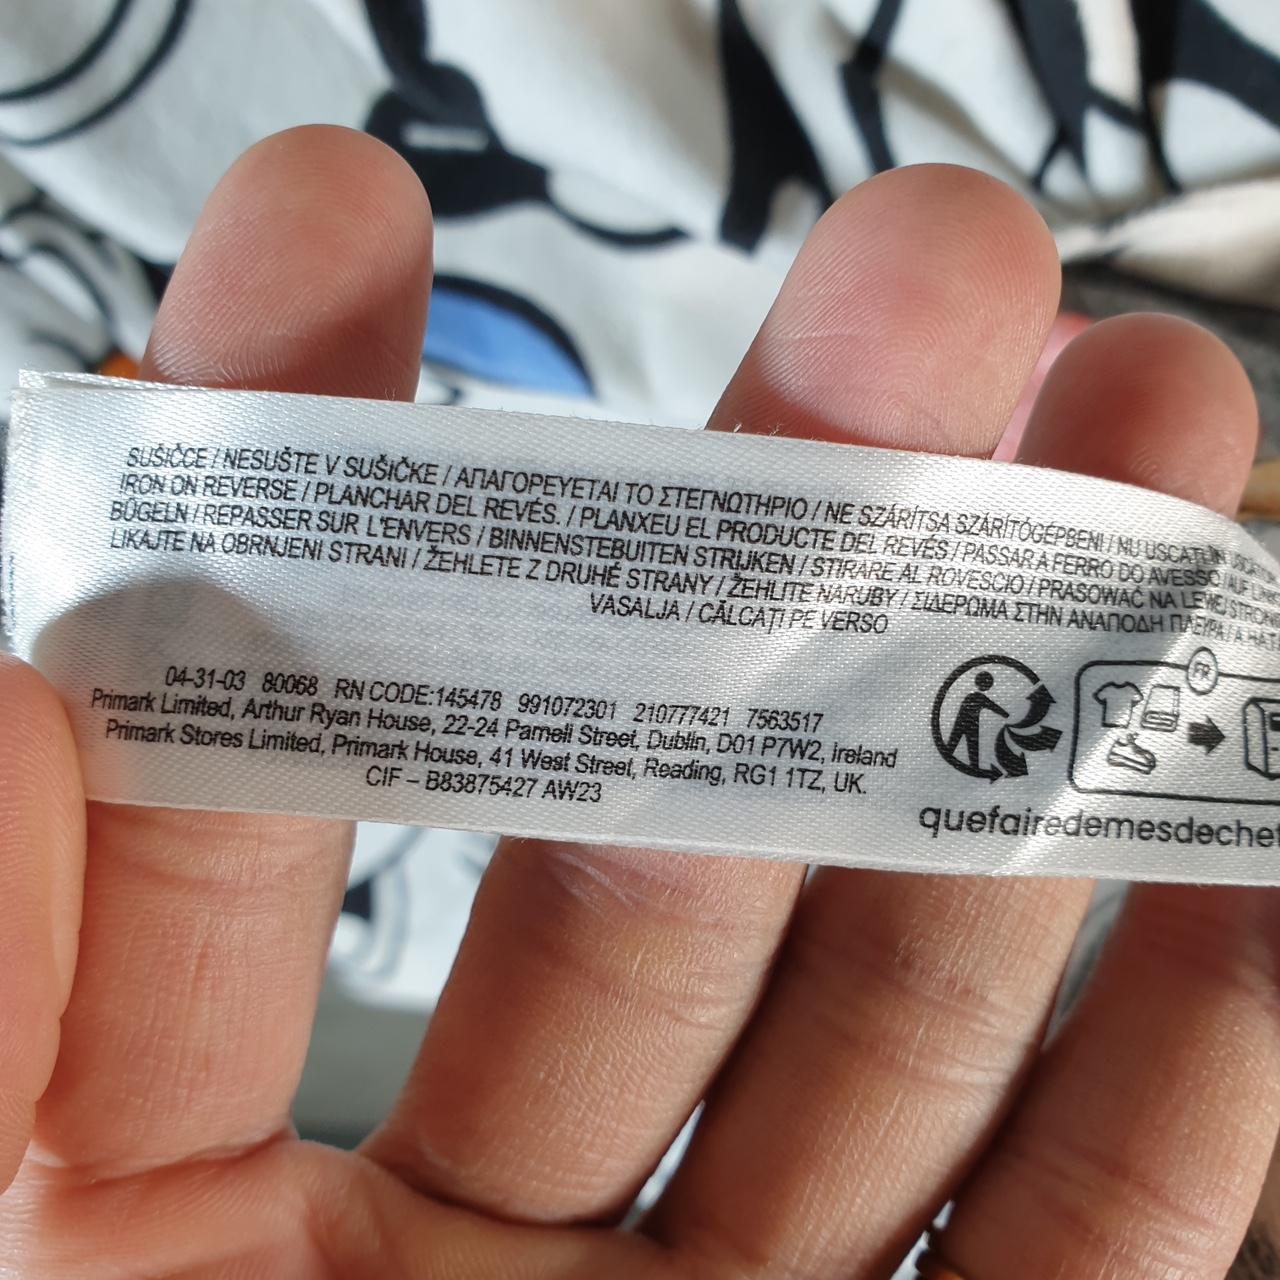 SUŠIČCE / NESUŠTE V SUŠIČKE / ΑΠΑΓΟΡΕΥΕΤΑΙ ΤΟ ΣΤΕΓΝΩΤΗΡΙΟ / NE SZÁRÍTSA SZÁRÍTÓGÉPBEN! / NU USCAȚI ÎN
IRON ON REVERSE / PLANCHAR DEL REVÉS. / PLANXEU EL PRODUCTE DEL REVÉS / PASSAR A FERRO DO AVESSO / AUF LINKS
BÜGELN / REPASSER SUR L'ENVERS / BINNENSTEBUITEN STRIJKEN / STIRARE AL ROVESCIO / PRASOWAĆ NA LEWEJ STRONIE
LIKAJTE NA OBRNJENI STRANI / ŽEHLETE Z DRUHÉ STRANY / ŽEHLITE NARUBY / ΣΙΔΕΡΩΜΑ ΣΤΗΝ ΑΝΑΠΟΔΗ ΠΛΕΥΡΑ / A HÁT
VASALJA / CĂLCAȚI PE VERSO
04-31-03 80068 RN CODE:145478 991072301 210777421 7563517
Primark Limited, Arthur Ryan House, 22-24 Parnell Street, Dublin, D01 P7W2, Ireland
Primark Stores Limited, Primark House, 41 West Street, Reading, RG1 1TZ, UK.
CIF – B83875427 AW23
FR
quefairedemesdechet